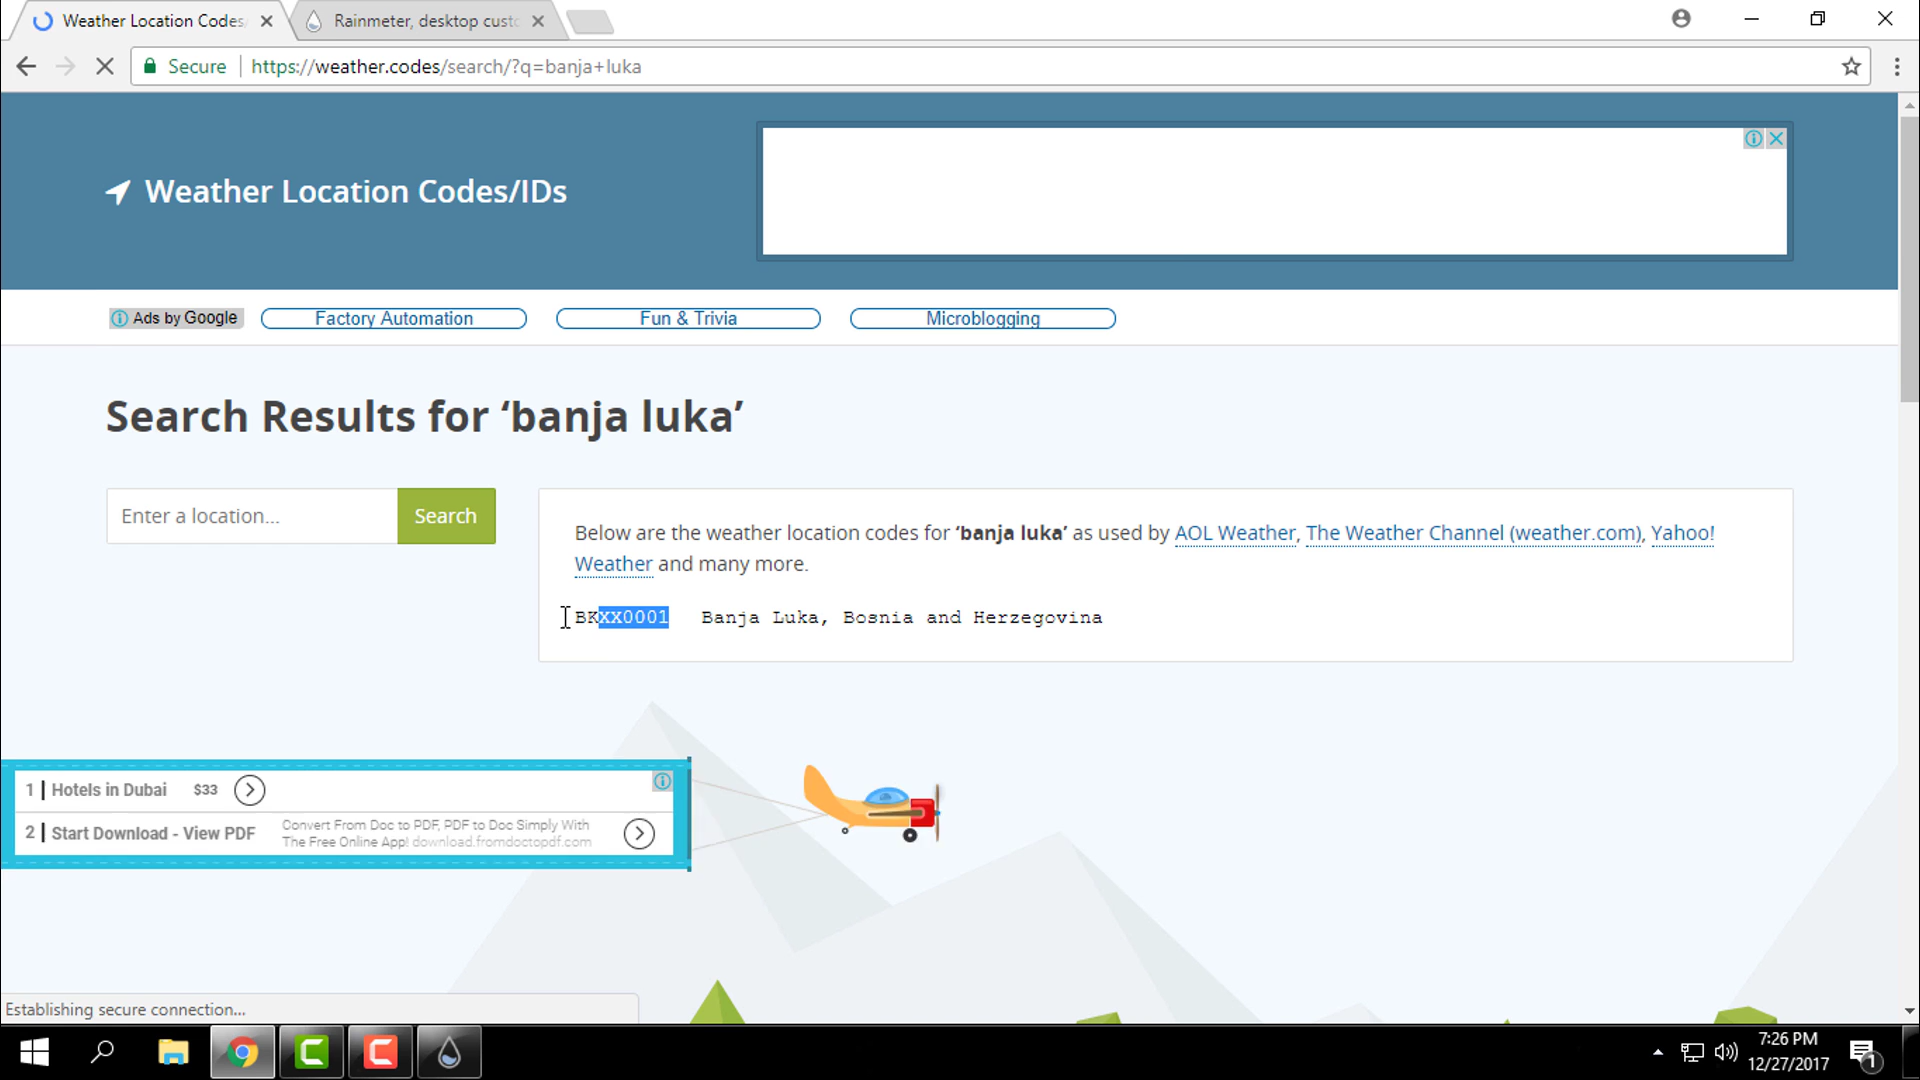 Weather Location Codes
Rainmeter, desktop custo
Secure
https://weather.codes/search/?q=banja+luka
Weather Location Codes/IDs
Ads by Google
Factory Automation
Fun & Trivia
Microblogging
Search Results for ‘banja luka’
Enter a location...
Search
Below are the weather location codes for ‘banja luka’ as used by AOL Weather, The Weather Channel (weather.com), Yahoo!
Weather and many more.
BKXX0001 Banja Luka, Bosnia and Herzegovina
1 Hotels in Dubai $33
2 Start Download - View PDF
Convert From Doc to PDF, PDF to Doc Simply With
The Free Online App! download.fromdoctopdf.com
Establishing secure connection...
7:26 PM
12/27/2017
1